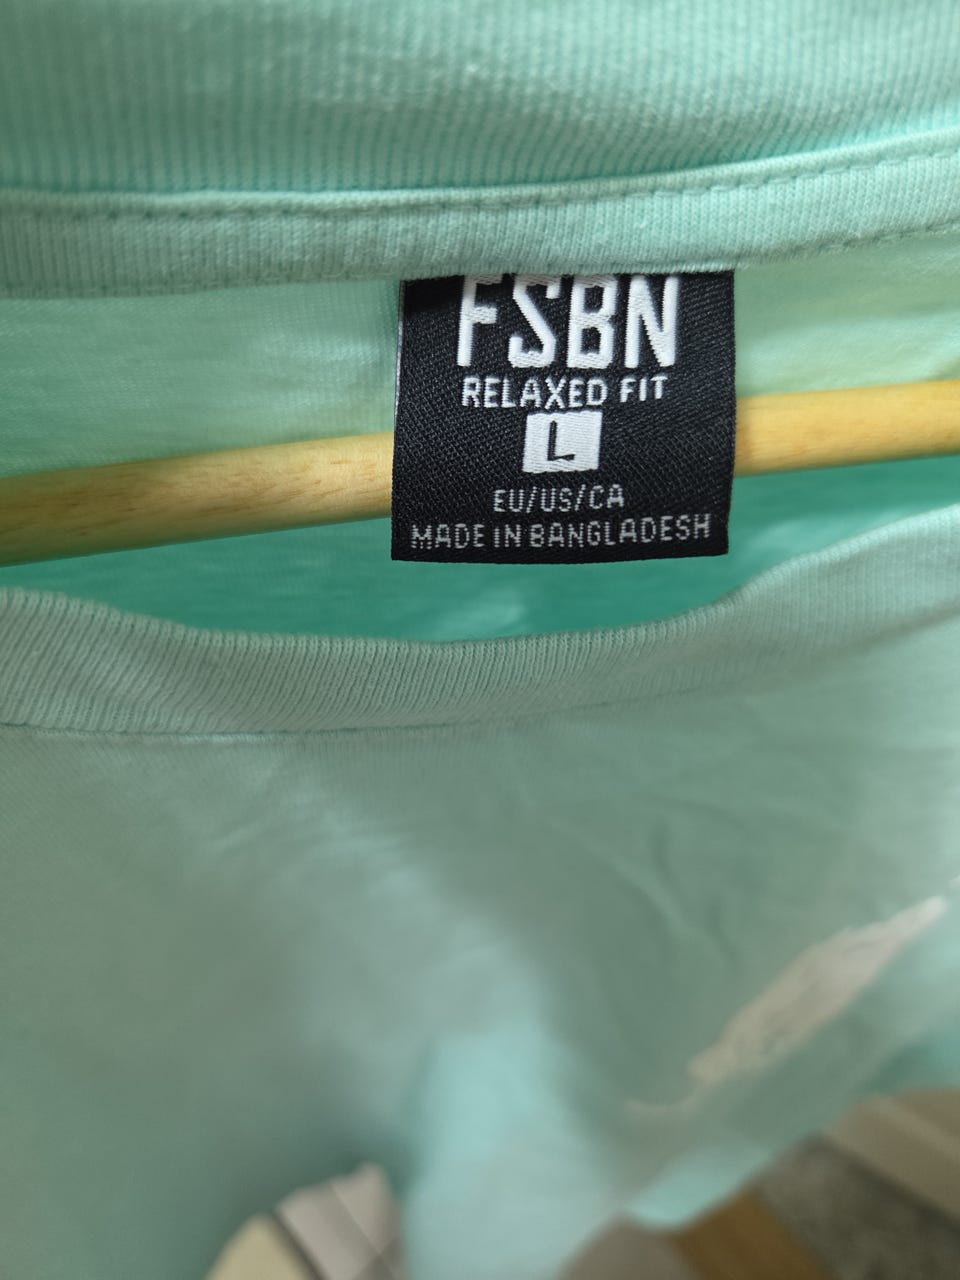 FSBN
RELAXED FIT
L
EU/US/CA
MADE IN BANGLADESH